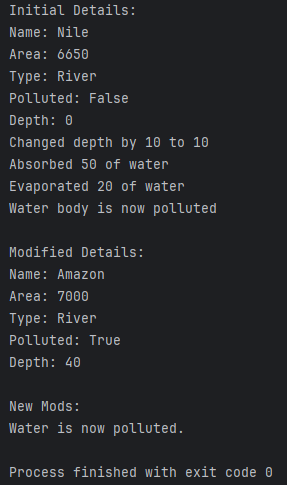 Initial Details:
Name: Nile
Area: 6650
Type: River
Polluted: False
Depth: 0
Changed depth by 10 to 10
Absorbed 50 of water
Evaporated 20 of water
Water body is now polluted
Modified Details:
Name: Amazon
Area: 7000
Type: River
Polluted: True
Depth: 40
New Mods:
Water is now polluted.
Process finished with exit code 0